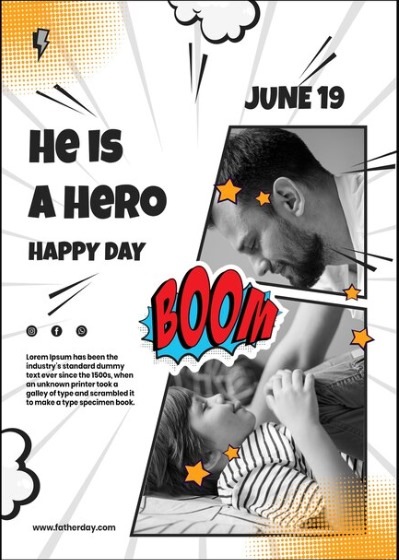 JUNE 19
He is
A HeRO
HAPPY DAY
BOOM
Lorem Ipsum has been the
industry's standard dummy
text ever since the 1500s, when
an unknown printer took a
galley of type and scrambled it
to make a type specimen book.
www.fatherday.com